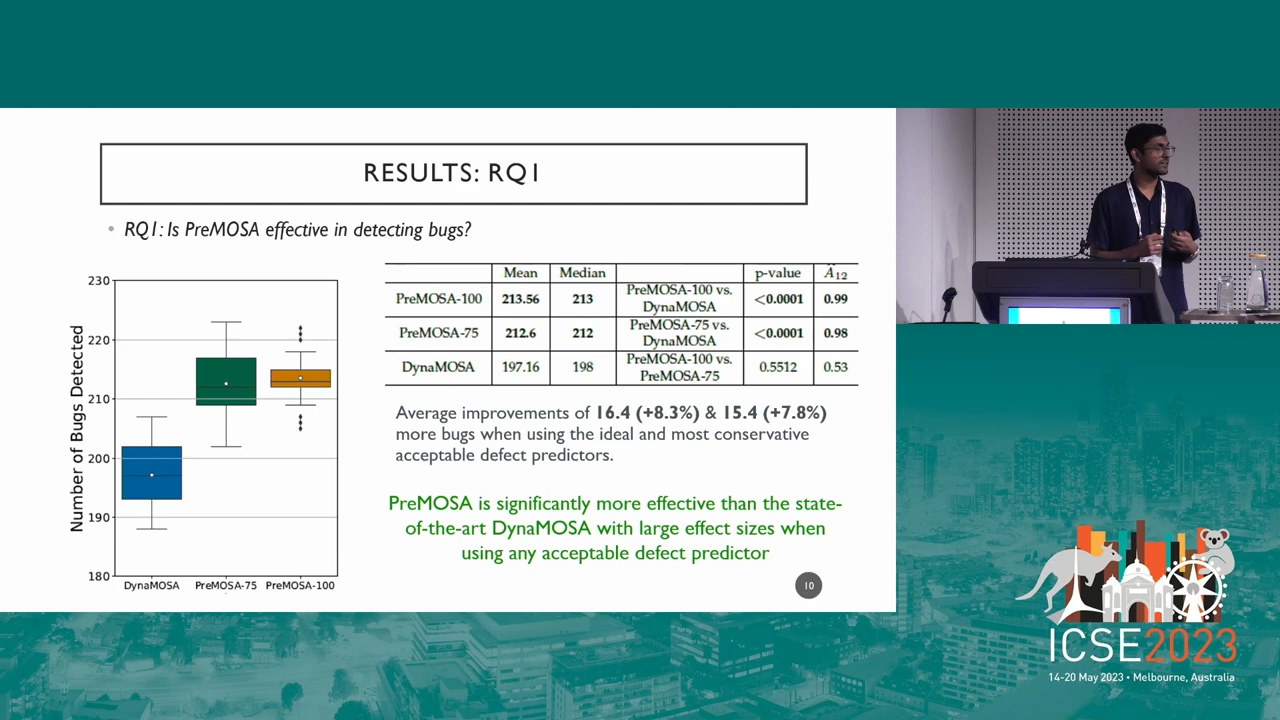 RESULTS: RQ1
• RQ1: Is PreMOSA effective in detecting bugs?
Number of Bugs Detected
230
220
210
200
190
180
DynaMOSA PreMOSA-75 PreMOSA-100
Mean Median p-value Â12
PreMOSA-100 213.56 213 PreMOSA-100 vs. DynaMOSA <0.0001 0.99
PreMOSA-75 212.6 212 PreMOSA-75 vs. DynaMOSA <0.0001 0.98
DynaMOSA 197.16 198 PreMOSA-100 vs. PreMOSA-75 0.5512 0.53
Average improvements of 16.4 (+8.3%) & 15.4 (+7.8%)
more bugs when using the ideal and most conservative
acceptable defect predictors.
PreMOSA is significantly more effective than the state-
of-the-art DynaMOSA with large effect sizes when
using any acceptable defect predictor
10
ICSE2023
14-20 May 2023 • Melbourne, Australia